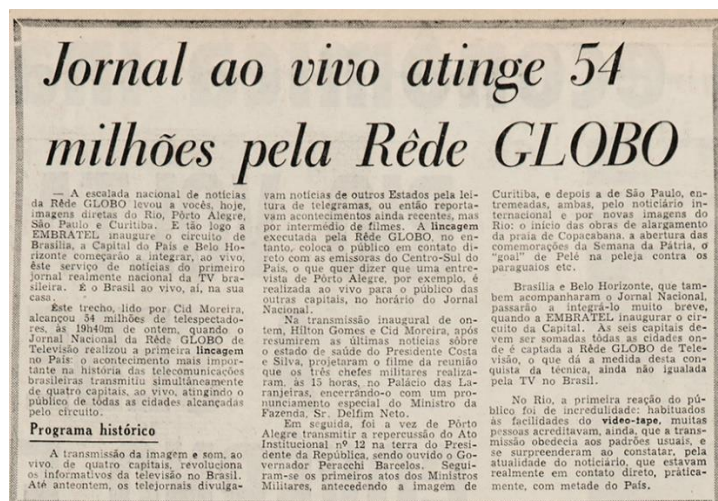 Jornal ao vivo atinge 54
milhões pela Rêde GLOBO
— A escalada nacional de notícias
da Rêde GLOBO levou a vocês, hoje,
imagens diretas do Rio, Pôrto Alegre,
São Paulo e Curitiba. E tão logo a
EMBRATEL inaugure o circuito de
Brasília, a Capital do País e Belo Ho-
rizonte começarão a integrar, ao vivo,
êste serviço de notícias do primeiro
jornal realmente nacional da TV bra-
sileira. É o Brasil ao vivo, aí, na sua
casa.
Êste trecho, lido por Cid Moreira,
alcançou 54 milhões de telespectado-
res, às 19h40m de ontem, quando o
Jornal Nacional da Rêde GLOBO de
Televisão realizou a primeira lincagem
no País: o acontecimento mais impor-
tante na história das telecomunicações
brasileiras transmitiu simultâneamente
de quatro capitais, ao vivo, atingindo o
público de tôdas as cidades alcançadas
pelo circuito.
Programa histórico
A transmissão da imagem e som, ao
vivo, de quatro capitais, revoluciona
os informativos da televisão no Brasil.
Até anteontem, os telejornais divulga-
vam notícias de outros Estados pela lei-
tura de telegramas, ou então reporta-
vam acontecimentos ainda recentes, mas
por intermédio de filmes. A lincagem
executada pela Rêde GLOBO, no en-
tanto, coloca o público em contato di-
reto com as emissoras do Centro-Sul do
País, o que quer dizer que uma entre-
vista de Pôrto Alegre, por exemplo, é
realizada ao vivo para o público das
outras capitais, no horário do Jornal
Nacional.
Na transmissão inaugural de on-
tem, Hilton Gomes e Cid Moreira, após
resumirem as últimas notícias sôbre
o estado de saúde do Presidente Costa
e Silva, projetaram o filme da reunião
que os três chefes militares realiza-
ram, às 15 horas, no Palácio das La-
ranjeiras, encerrando-o com um pro-
nunciamento especial do Ministro da
Fazenda, Sr. Delfim Neto.
Em seguida, foi a vez de Pôrto
Alegre transmitir a repercussão do Ato
Institucional nº 12 na terra do Presi-
dente da República, sendo ouvido o Go-
vernador Peracchi Barcelos. Segui-
ram-se os primeiros atos dos Ministros
Militares, antecedendo a imagem de
Curitiba, e depois a de São Paulo, en-
tremeadas, ambas, pelo noticiário in-
ternacional e por novas imagens do
Rio: o início das obras de alargamento
da praia de Copacabana, a abertura das
comemorações da Semana da Pátria, o
"goal" de Pelé na peleja contra os
paraguaios etc.
Brasília e Belo Horizonte, que tam-
bem acompanharam o Jornal Nacional,
passarão a integrá-lo muito breve,
quando a EMBRATEL inaugurar o cir-
cuito da Capital. Às seis capitais de-
vem ser somadas tôdas as cidades on-
de é captada a Rêde GLOBO de Tele-
visão, o que dá a medida desta con-
quista da técnica, ainda não igualada
pela TV no Brasil.
No Rio, a primeira reação do pú-
blico foi de incredulidade: habituados
às facilidades do video-tape, muitas
pessoas acreditavam, ainda, que a trans-
missão obedecia aos padrões usuais, e
se surpreenderam ao constatar, pela
atualidade do noticiário, que estavam
realmente em contato direto, pràtica-
mente, com metade do País.